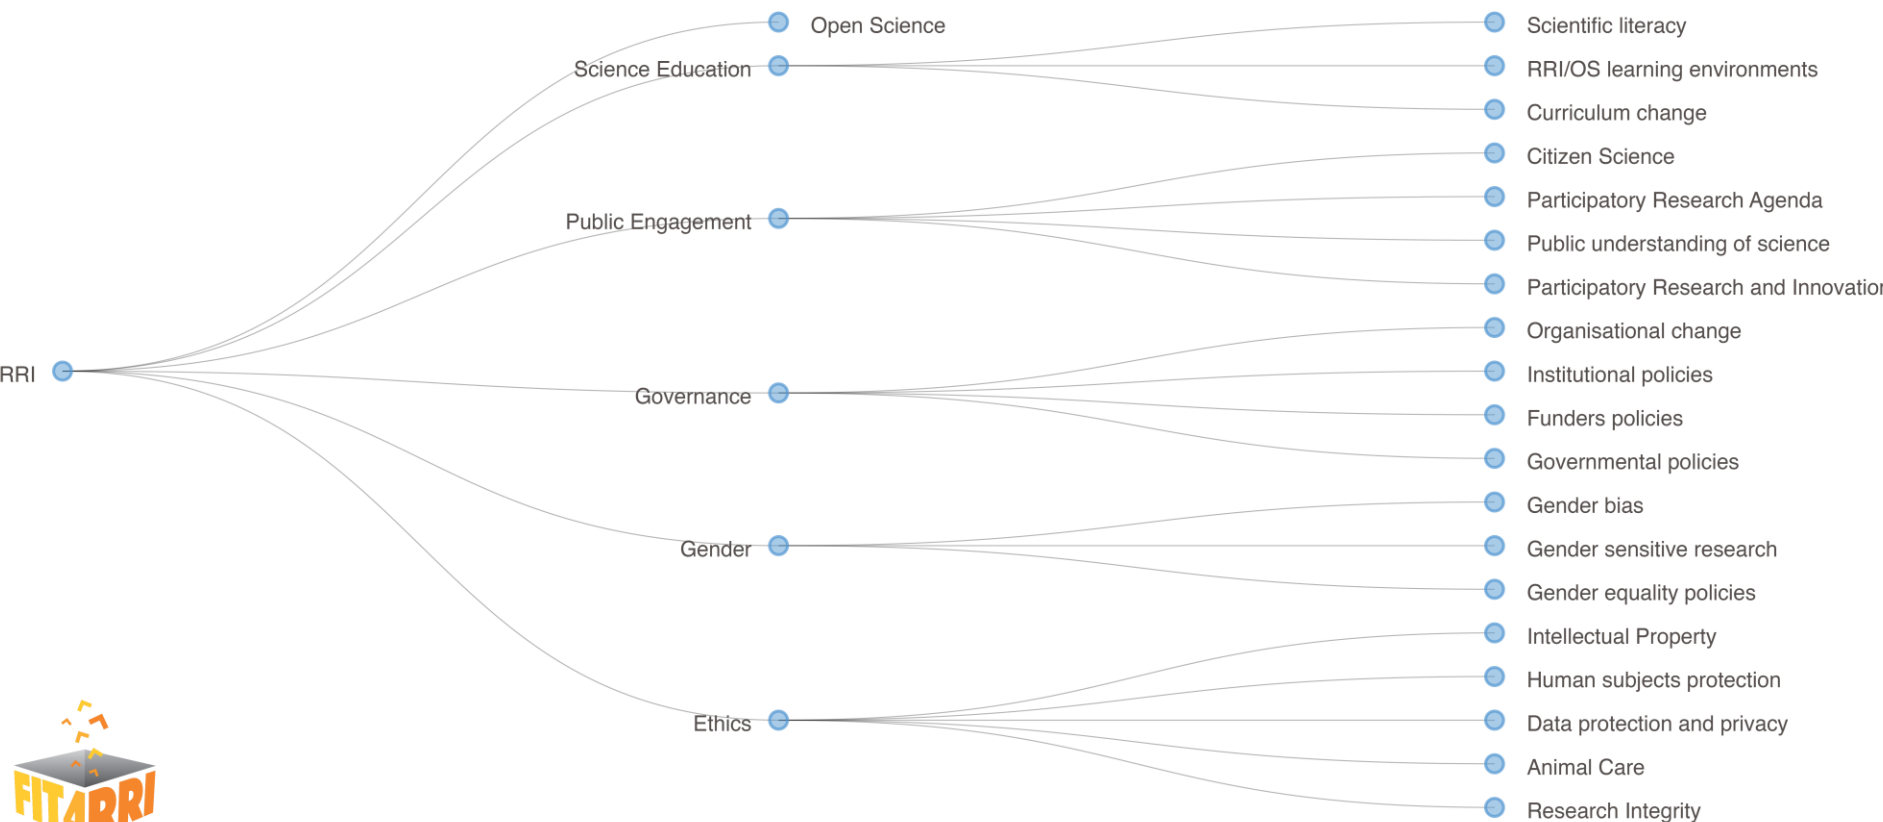 RRI
Open Science
Science Education
Public Engagement
Governance
Gender
Ethics
Scientific literacy
RRI/OS learning environments
Curriculum change
Citizen Science
Participatory Research Agenda
Public understanding of science
Participatory Research and Innovation
Organisational change
Institutional policies
Funders policies
Governmental policies
Gender bias
Gender sensitive research
Gender equality policies
Intellectual Property
Human subjects protection
Data protection and privacy
Animal Care
Research Integrity
FIT4RRI